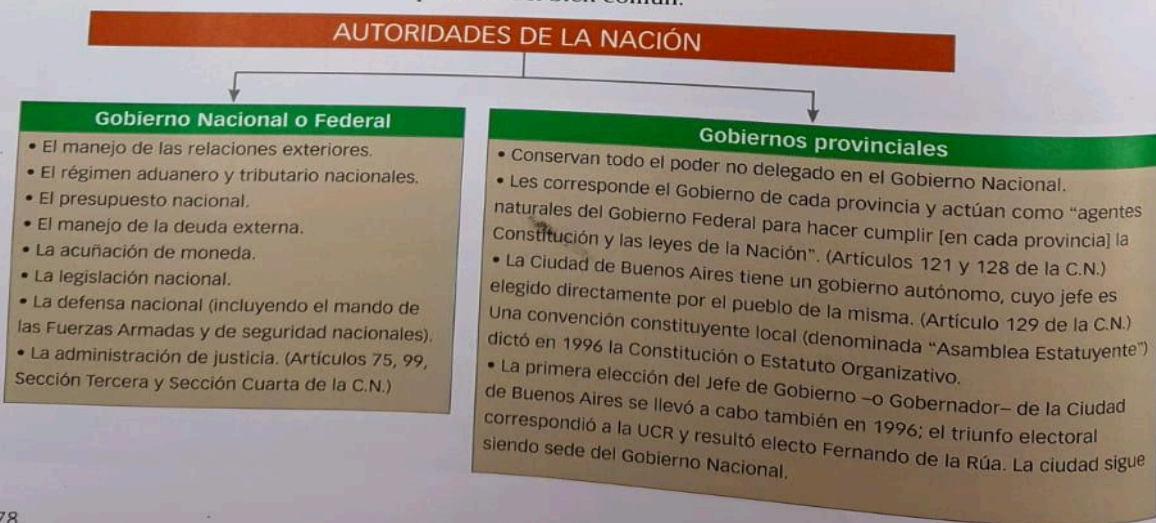 bien común.
AUTORIDADES DE LA NACIÓN
Gobierno Nacional o Federal
• El manejo de las relaciones exteriores.
• El régimen aduanero y tributario nacionales.
• El presupuesto nacional.
• El manejo de la deuda externa.
• La acuñación de moneda.
• La legislación nacional.
• La defensa nacional (incluyendo el mando de
las Fuerzas Armadas y de seguridad nacionales).
• La administración de justicia. (Artículos 75, 99,
Sección Tercera y Sección Cuarta de la C.N.)
Gobiernos provinciales
• Conservan todo el poder no delegado en el Gobierno Nacional.
• Les corresponde el Gobierno de cada provincia y actúan como “agentes
naturales del Gobierno Federal para hacer cumplir [en cada provincia] la
Constitución y las leyes de la Nación”. (Artículos 121 y 128 de la C.N.)
• La Ciudad de Buenos Aires tiene un gobierno autónomo, cuyo jefe es
elegido directamente por el pueblo de la misma. (Artículo 129 de la C.N.)
Una convención constituyente local (denominada “Asamblea Estatuyente”)
dictó en 1996 la Constitución o Estatuto Organizativo.
• La primera elección del Jefe de Gobierno –o Gobernador– de la Ciudad
de Buenos Aires se llevó a cabo también en 1996; el triunfo electoral
correspondió a la UCR y resultó electo Fernando de la Rúa. La ciudad sigue
siendo sede del Gobierno Nacional.
78